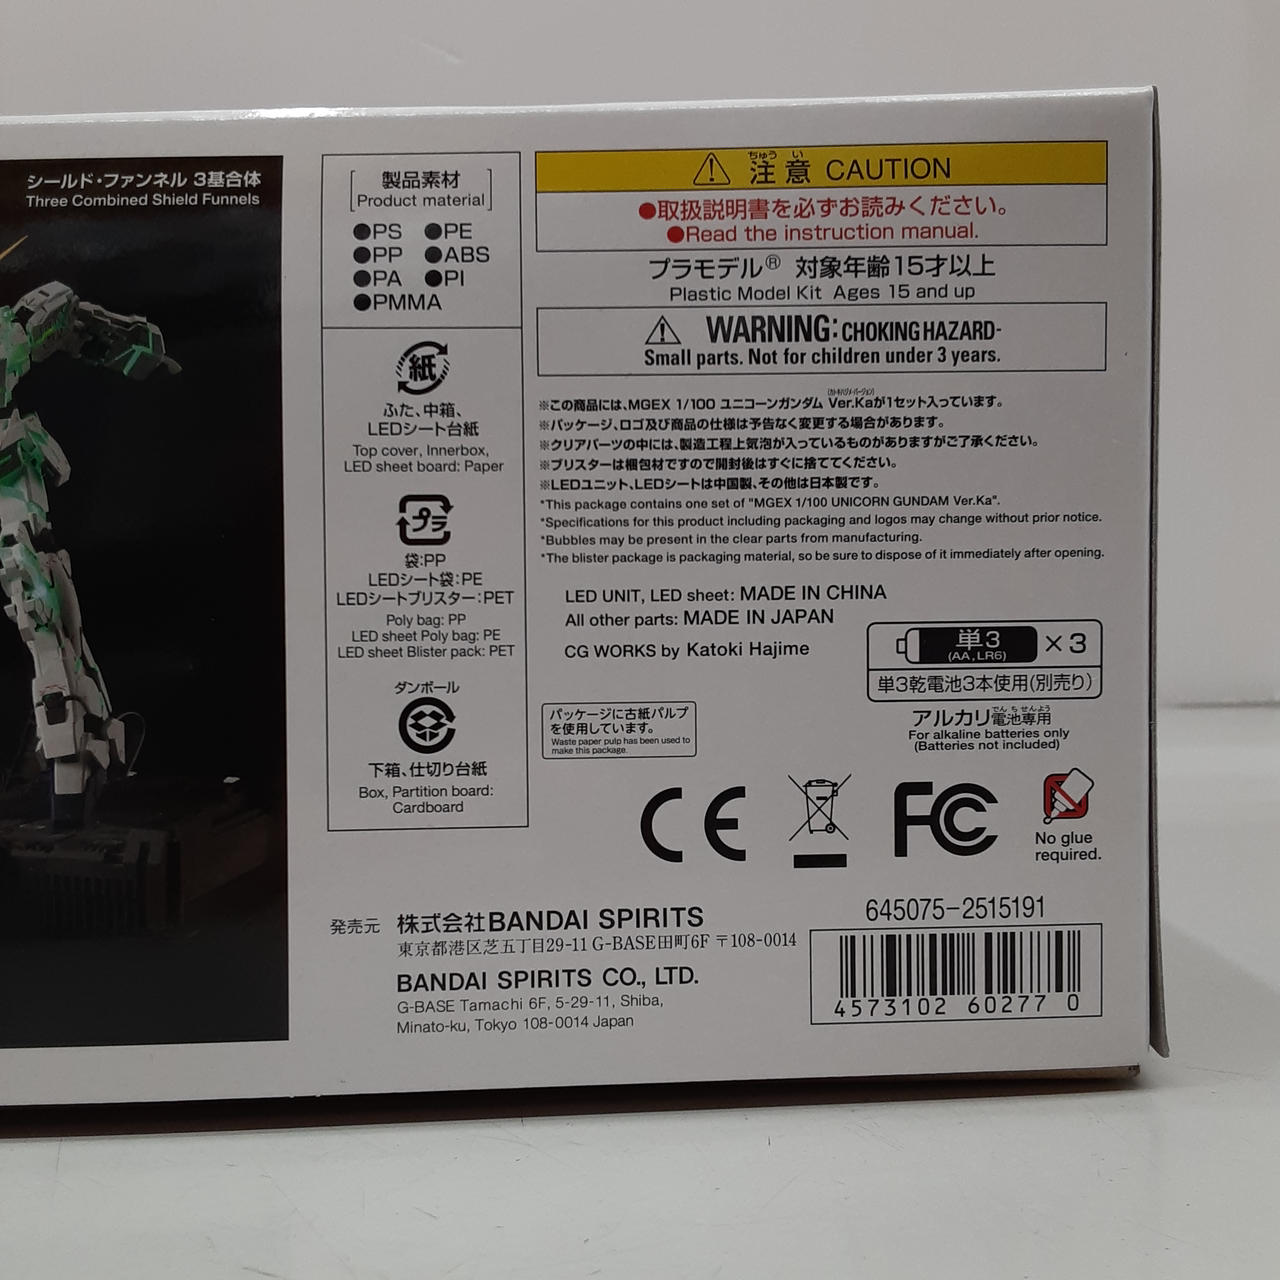 シールド・ファンネル 3基合体
Three Combined Shield Funnels
製品素材
[Product material]
●PS ●PE
●PP ●ABS
●PA ●PI
●PMMA
紙
ふた、中箱、
LEDシート台紙
Top cover, Innerbox,
LED sheet board: Paper
プラ
袋:PP
LEDシート袋:PE
LEDシートブリスター:PET
Poly bag: PP
LED sheet Poly bag: PE
LED sheet Blister pack: PET
ダンボール
下箱、仕切り台紙
Box, Partition board:
Cardboard
ちゅう い
注意 CAUTION
●取扱説明書を必ずお読みください。
●Read the instruction manual.
プラモデル® 対象年齢15才以上
Plastic Model Kit Ages 15 and up
WARNING: CHOKING HAZARD-
Small parts. Not for children under 3 years.
(カトキハジメバージョン)
※この商品には、MGEX 1/100 ユニコーンガンダム Ver.Kaが1セット入っています。
※パッケージ、ロゴ及び商品の仕様は予告なく変更する場合があります。
※クリアパーツの中には、製造工程上気泡が入っているものがありますがご了承ください。
※ブリスターは梱包材ですので開封後はすぐに捨ててください。
※LEDユニット、LEDシートは中国製、その他は日本製です。
*This package contains one set of "MGEX 1/100 UNICORN GUNDAM Ver.Ka".
*Specifications for this product including packaging and logos may change without prior notice.
*Bubbles may be present in the clear parts from manufacturing.
*The blister package is packaging material, so be sure to dispose of it immediately after opening.
LED UNIT, LED sheet: MADE IN CHINA
All other parts: MADE IN JAPAN
CG WORKS by Katoki Hajime
単3
(AA, LR6)
×3
単3乾電池3本使用(別売り)
でん ち せんよう
アルカリ電池専用
For alkaline batteries only
(Batteries not included)
パッケージに古紙パルプ
を使用しています。
Waste paper pulp has been used to
make this package.
CE
FC
No glue
required.
発売元 株式会社BANDAI SPIRITS
東京都港区芝五丁目29-11 G-BASE田町6F 〒108-0014
BANDAI SPIRITS CO., LTD.
G-BASE Tamachi 6F, 5-29-11, Shiba,
Minato-ku, Tokyo 108-0014 Japan
645075-2515191
4573102 60277 0